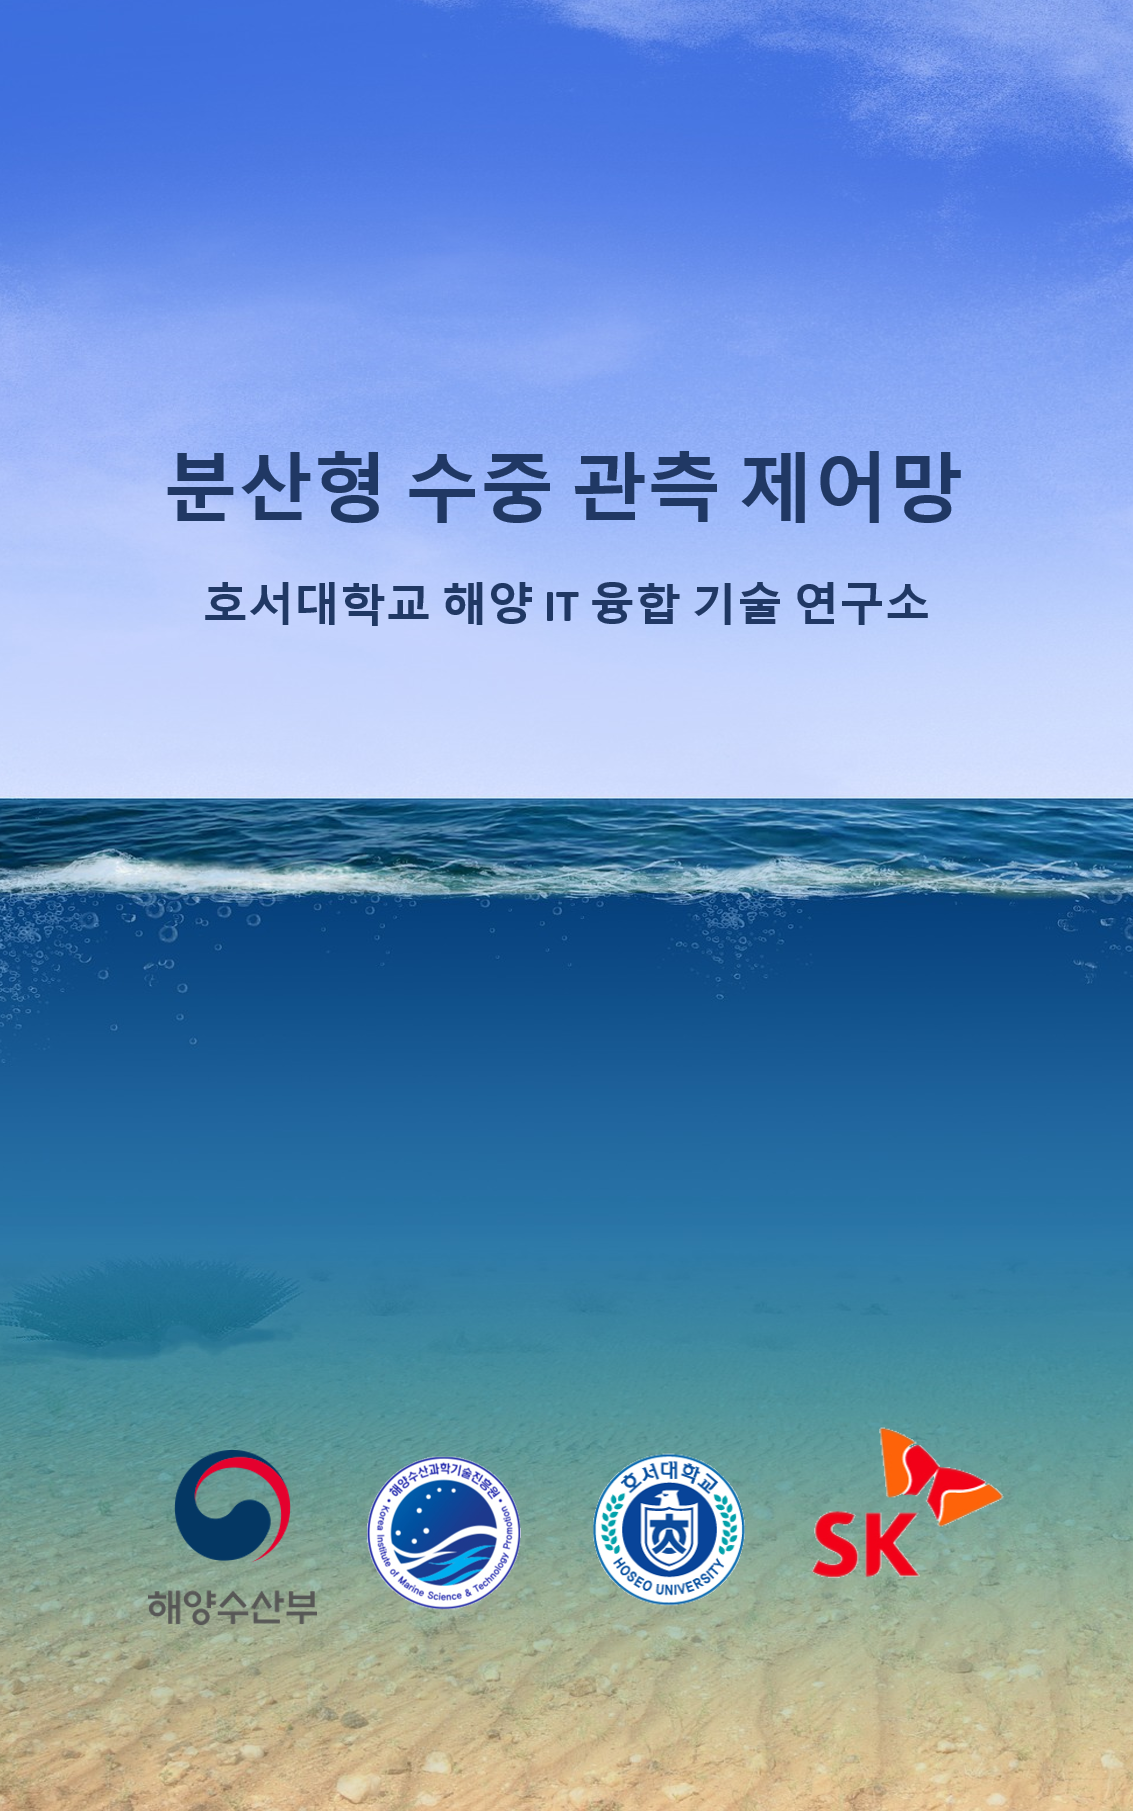 분산형 수중 관측 제어망
호서대학교 해양 IT 융합 기술 연구소
해양수산부
• 해양수산과학기술진흥원 •
Korea Institute of Marine Science & Technology Promotion
호서대학교
HOSEO UNIVERSITY
SK